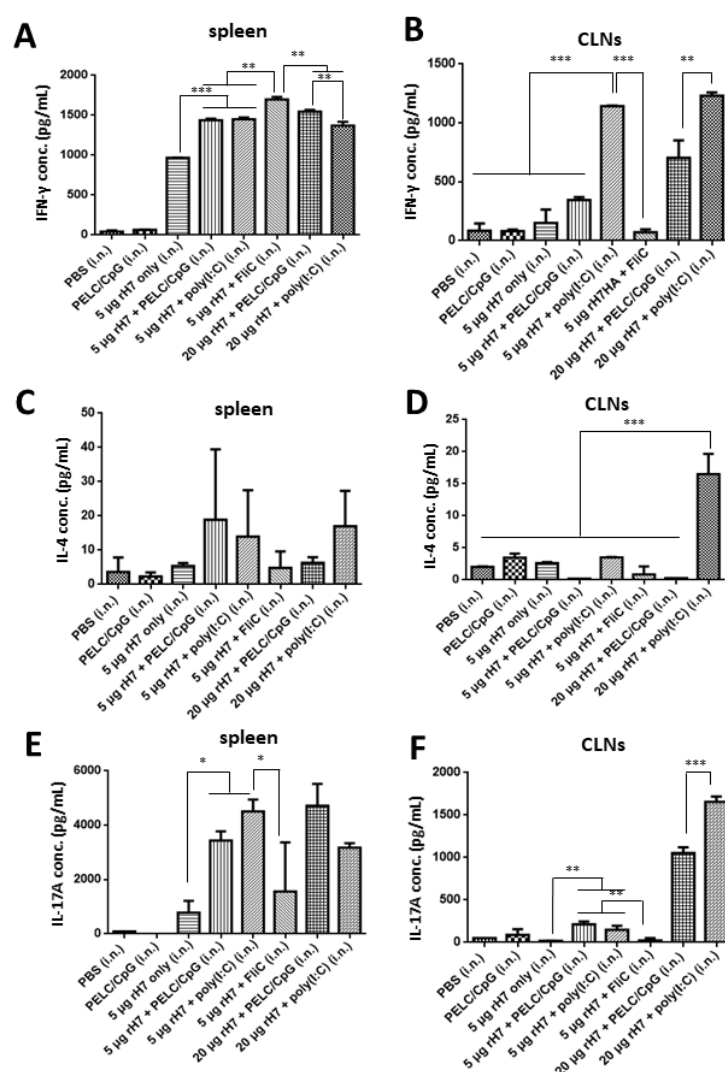 A
spleen
IFN-γ conc. (pg/mL)
2000
1500
1000
500
0
***
**
**
**
PBS (i.n.)
PELC/CpG (i.n.)
5 μg rH7 only (i.n.)
5 μg rH7 + PELC/CpG (i.n.)
5 μg rH7 + poly(I:C) (i.n.)
5 μg rH7 + FliC (i.n.)
20 μg rH7 + PELC/CpG (i.n.)
20 μg rH7 + poly(I:C) (i.n.)
B
CLNs
IFN-γ conc. (pg/mL)
1500
1000
500
0
***
***
**
PBS (i.n.)
PELC/CpG (i.n.)
5 μg rH7 only (i.n.)
5 μg rH7 + PELC/CpG (i.n.)
5 μg rH7 + poly(I:C) (i.n.)
5 μg rH7HA + FliC
20 μg rH7 + PELC/CpG (i.n.)
20 μg rH7 + poly(I:C) (i.n.)
C
spleen
IL-4 conc. (pg/mL)
50
40
30
20
10
0
PBS (i.n.)
PELC/CpG (i.n.)
5 μg rH7 only (i.n.)
5 μg rH7 + PELC/CpG (i.n.)
5 μg rH7 + poly(I:C) (i.n.)
5 μg rH7 + FliC (i.n.)
20 μg rH7 + PELC/CpG (i.n.)
20 μg rH7 + poly(I:C) (i.n.)
D
CLNs
IL-4 conc. (pg/mL)
25
20
15
10
5
0
***
PBS (i.n.)
PELC/CpG (i.n.)
5 μg rH7 only (i.n.)
5 μg rH7 + PELC/CpG (i.n.)
5 μg rH7 + poly(I:C) (i.n.)
5 μg rH7 + FliC (i.n.)
20 μg rH7 + PELC/CpG (i.n.)
20 μg rH7 + poly(I:C) (i.n.)
E
spleen
IL-17A conc. (pg/mL)
6000
4000
2000
0
*
*
PBS (i.n.)
PELC/CpG (i.n.)
5 μg rH7 only (i.n.)
5 μg rH7 + PELC/CpG (i.n.)
5 μg rH7 + poly(I:C) (i.n.)
5 μg rH7 + FliC (i.n.)
20 μg rH7 + PELC/CpG (i.n.)
20 μg rH7 + poly(I:C) (i.n.)
F
CLNs
IL-17A conc. (pg/mL)
2000
1500
1000
500
0
**
**
***
PBS (i.n.)
PELC/CpG (i.n.)
5 μg rH7 only (i.n.)
5 μg rH7 + PELC/CpG (i.n.)
5 μg rH7 + poly(I:C) (i.n.)
5 μg rH7 + FliC (i.n.)
20 μg rH7 + PELC/CpG (i.n.)
20 μg rH7 + poly(I:C) (i.n.)